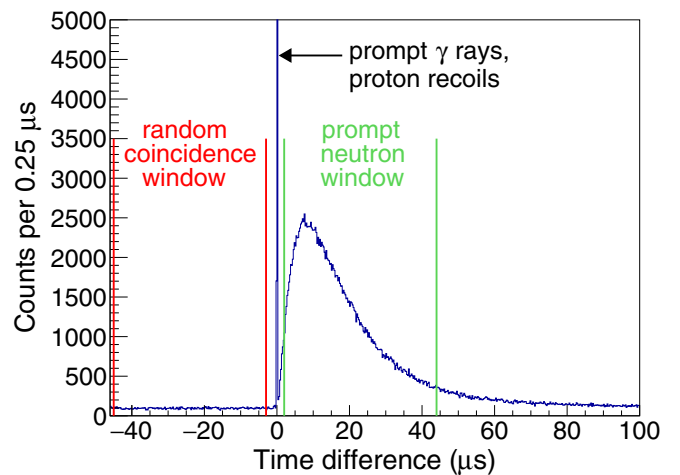 5000
4500
4000
3500
3000
2500
2000
1500
1000
500
0
Counts per 0.25 μs
prompt γ rays,
proton recoils
random
coincidence
window
prompt
neutron
window
−40 −20 0 20 40 60 80 100
Time difference (μs)